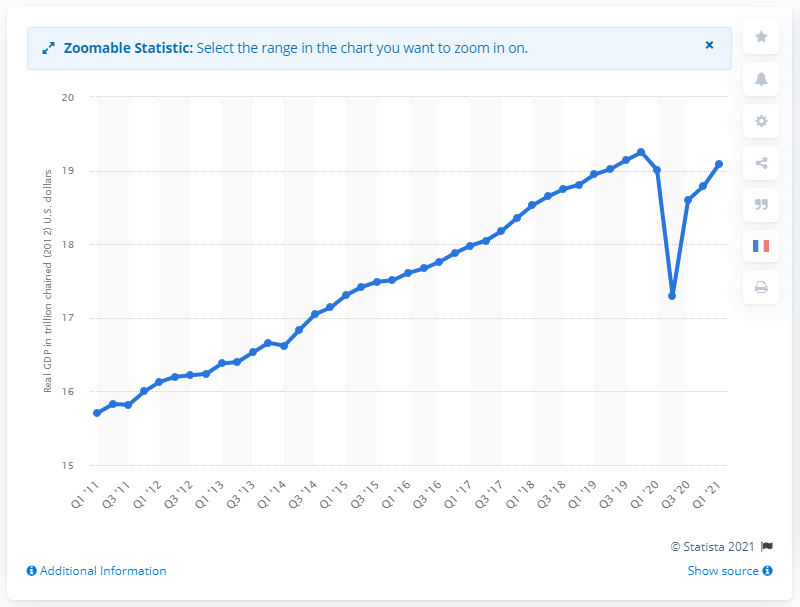 Zoomable Statistic: Select the range in the chart you want to zoom in on.
×
20
19
18
17
16
15
Real GDP in trillion chained (2012) U.S. dollars
Q1 '11
Q3 '11
Q1 '12
Q3 '12
Q1 '13
Q3 '13
Q1 '14
Q3 '14
Q1 '15
Q3 '15
Q1 '16
Q3 '16
Q1 '17
Q3 '17
Q1 '18
Q3 '18
Q1 '19
Q3 '19
Q1 '20
Q3 '20
Q1 '21
© Statista 2021
Additional Information
Show source